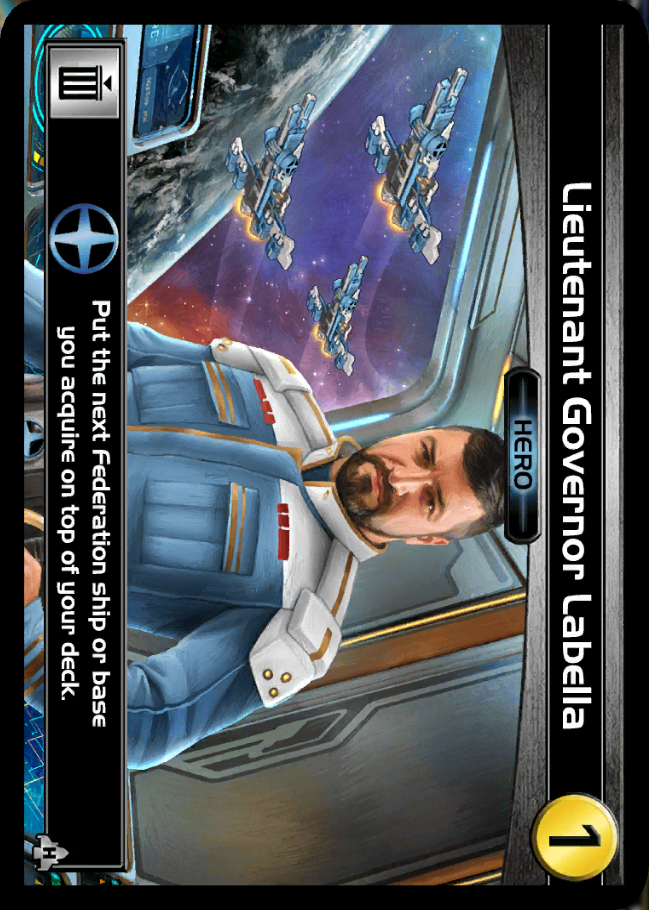 Lieutenant Governor Labella
1
HERO
Put the next Federation ship or base
you acquire on top of your deck.
H